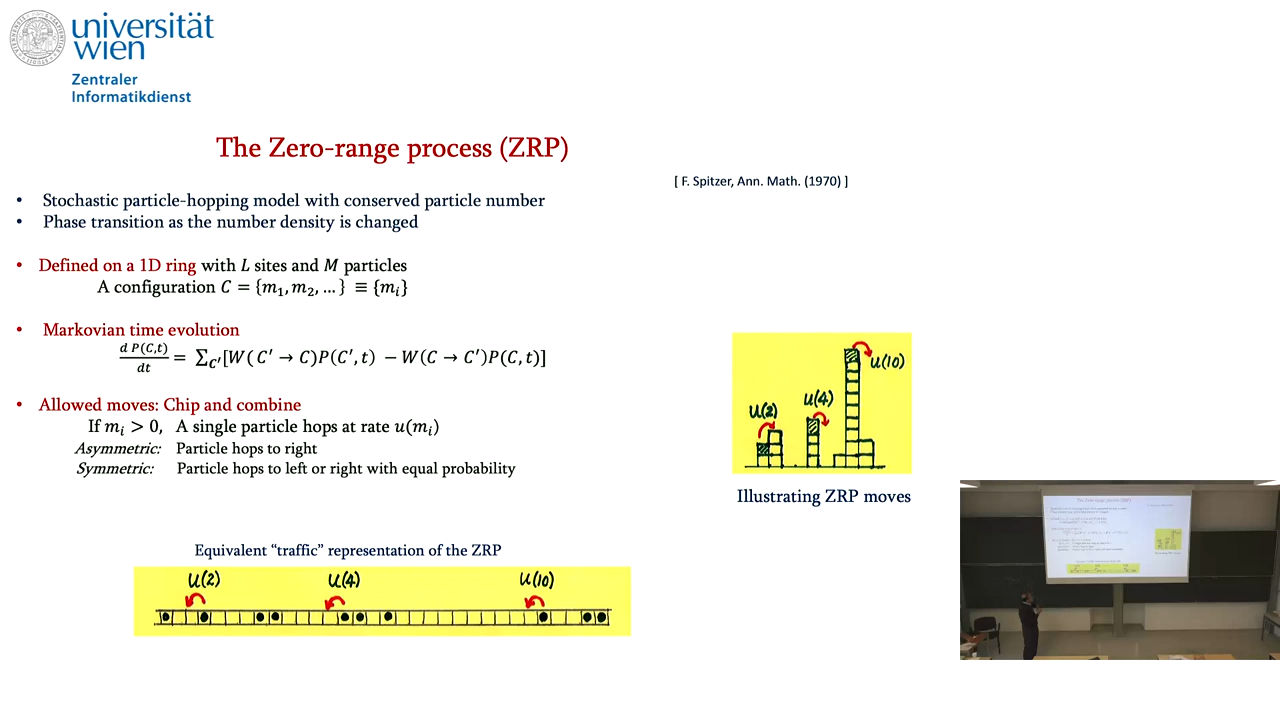 universität
wien
Zentraler
Informatikdienst
The Zero-range process (ZRP)
[ F. Spitzer, Ann. Math. (1970) ]
• Stochastic particle-hopping model with conserved particle number
• Phase transition as the number density is changed
• Defined on a 1D ring with L sites and M particles
A configuration C = {m₁, m₂, … } ≡ {mᵢ}
• Markovian time evolution
d P(C,t)/dt = ∑C′[W( C′ → C)P(C′, t) − W(C → C′)P(C, t)]
• Allowed moves: Chip and combine
If mᵢ > 0, A single particle hops at rate u(mᵢ)
Asymmetric: Particle hops to right
Symmetric: Particle hops to left or right with equal probability
u(2) u(4) u(10)
Illustrating ZRP moves
Equivalent “traffic” representation of the ZRP
u(2) u(4) u(10)